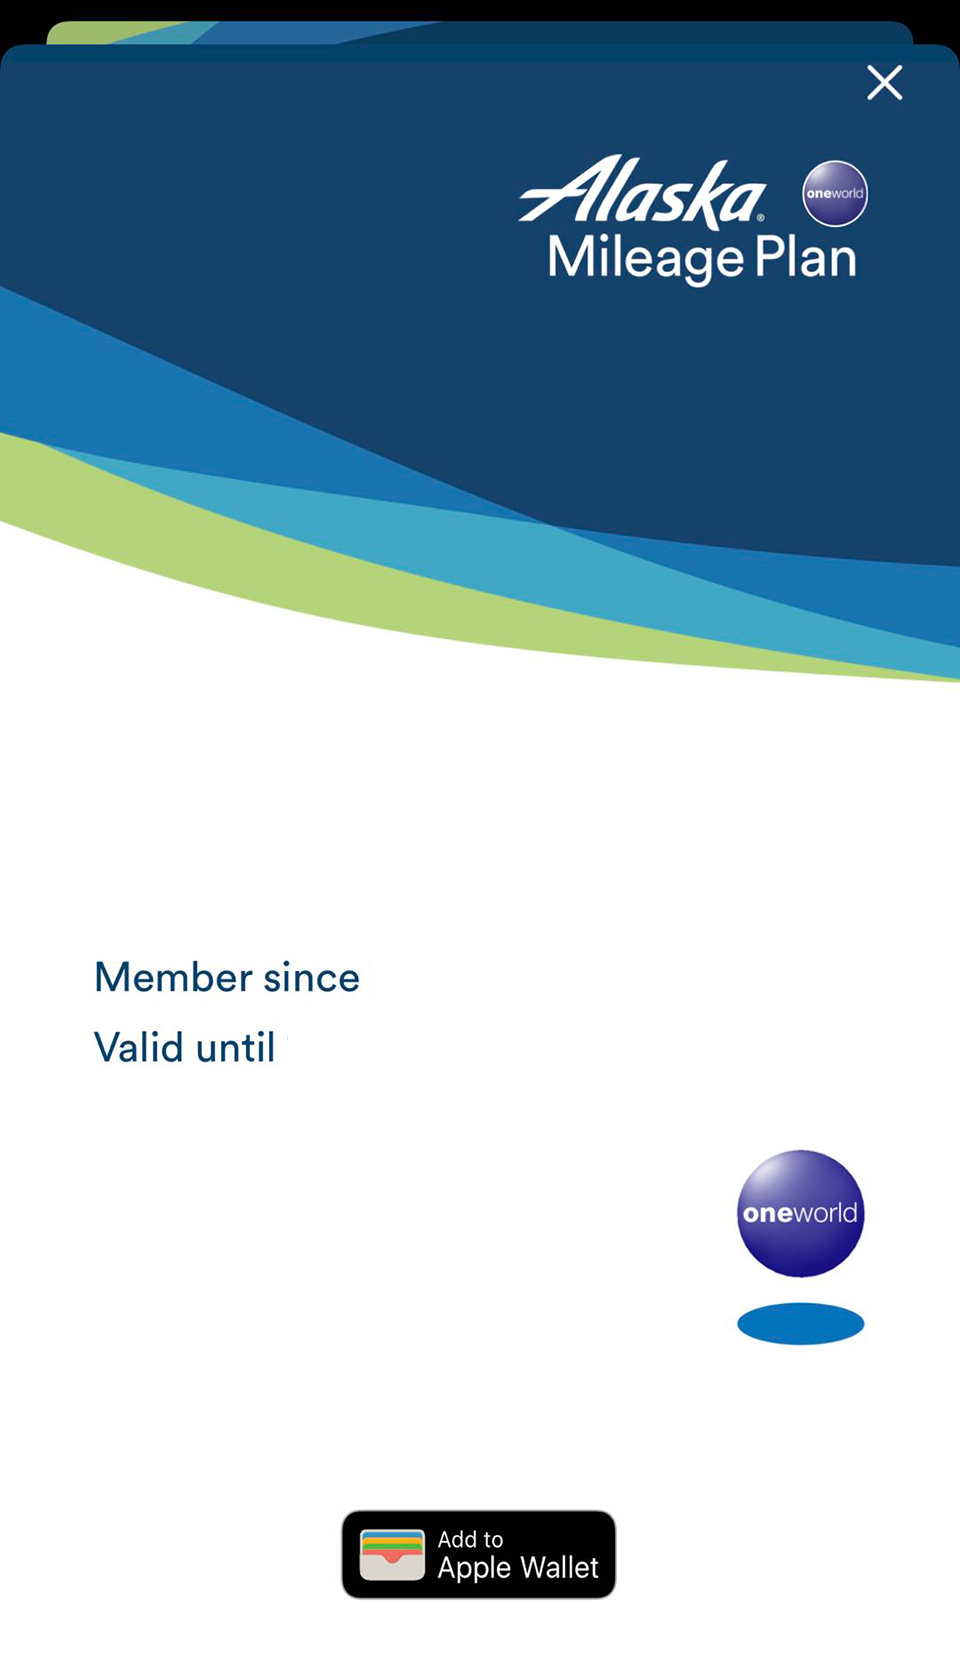 Alaska®
oneworld
Mileage Plan
Member since
Valid until
oneworld
Add to
Apple Wallet